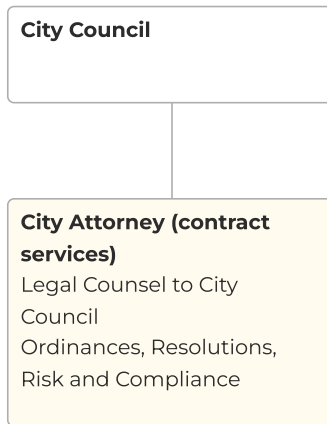 City Council
City Attorney (contract
services)
Legal Counsel to City
Council
Ordinances, Resolutions,
Risk and Compliance